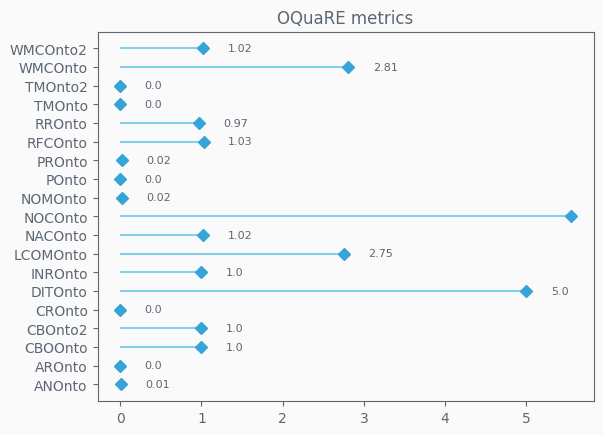 OQuaRE metrics
WMCOnto2 1.02
WMCOnto 2.81
TMOnto2 0.0
TMOnto 0.0
RROnto 0.97
RFCOnto 1.03
PROnto 0.02
POnto 0.0
NOMOnto 0.02
NOCOnto
NACOnto 1.02
LCOMOnto 2.75
INROnto 1.0
DITOnto 5.0
CROnto 0.0
CBOnto2 1.0
CBOOnto 1.0
AROnto 0.0
ANOnto 0.01
0 1 2 3 4 5